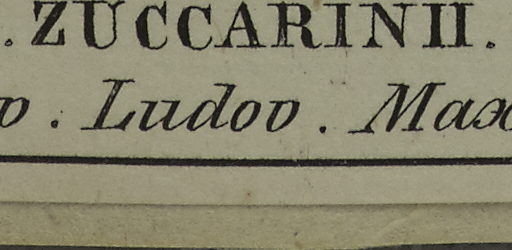 . ZUCCARINII.
. Ludov. Max